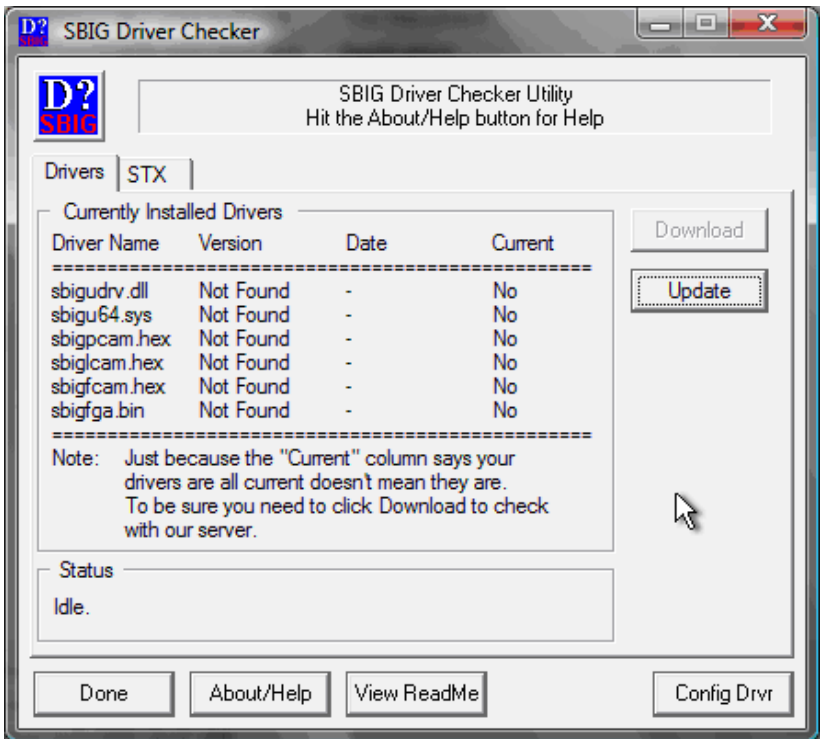 D?
SBIG
SBIG Driver Checker
D?
SBIG
SBIG Driver Checker Utility
Hit the About/Help button for Help
Drivers
STX
Currently Installed Drivers
Driver Name Version Date Current
=================================================
sbigudrv.dll Not Found - No
sbigu64.sys Not Found - No
sbigpcam.hex Not Found - No
sbiglcam.hex Not Found - No
sbigfcam.hex Not Found - No
sbigfga.bin Not Found - No
=================================================
Note: Just because the "Current" column says your
drivers are all current doesn't mean they are.
To be sure you need to click Download to check
with our server.
Download
Update
Status
Idle.
Done
About/Help
View ReadMe
Config Drvr